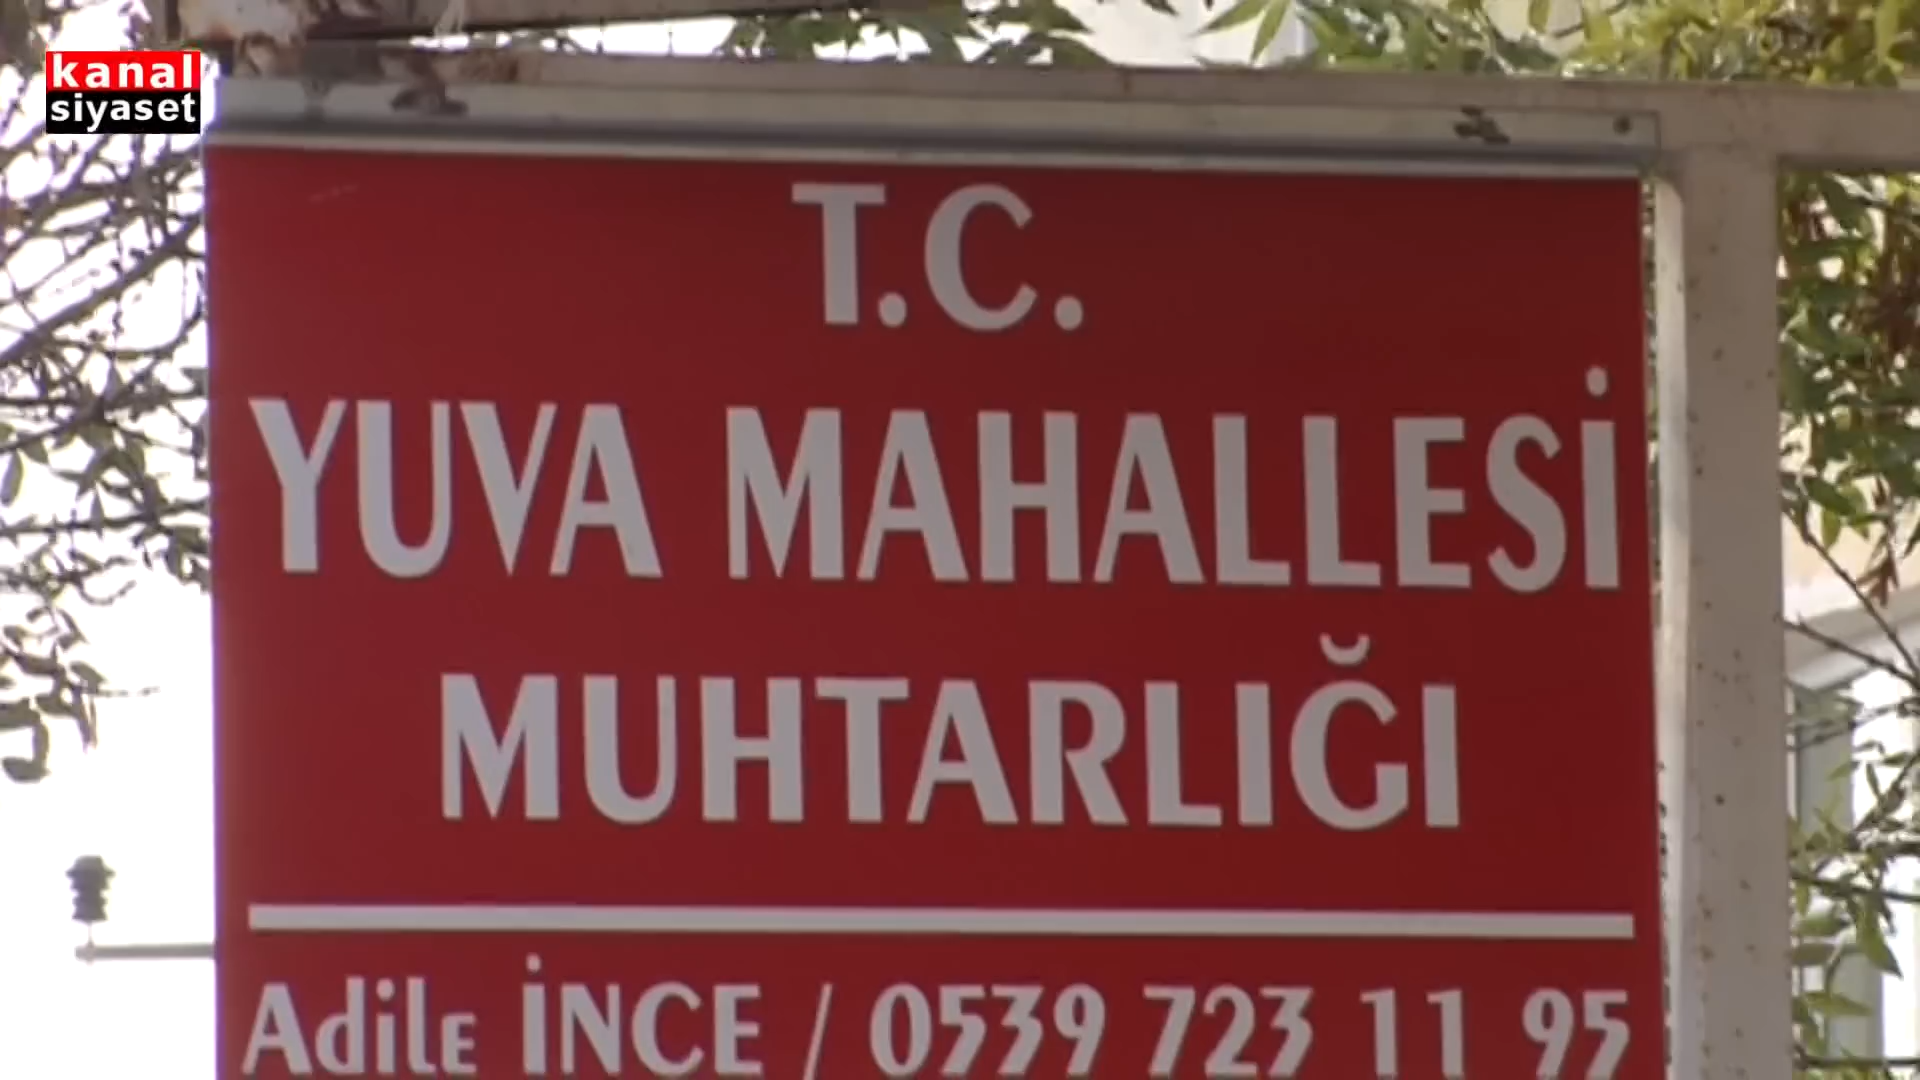 kanal
siyaset
T.C.
YUVA MAHALLESİ
MUHTARLIĞI
AdilE İNCE / 0539 723 11 95